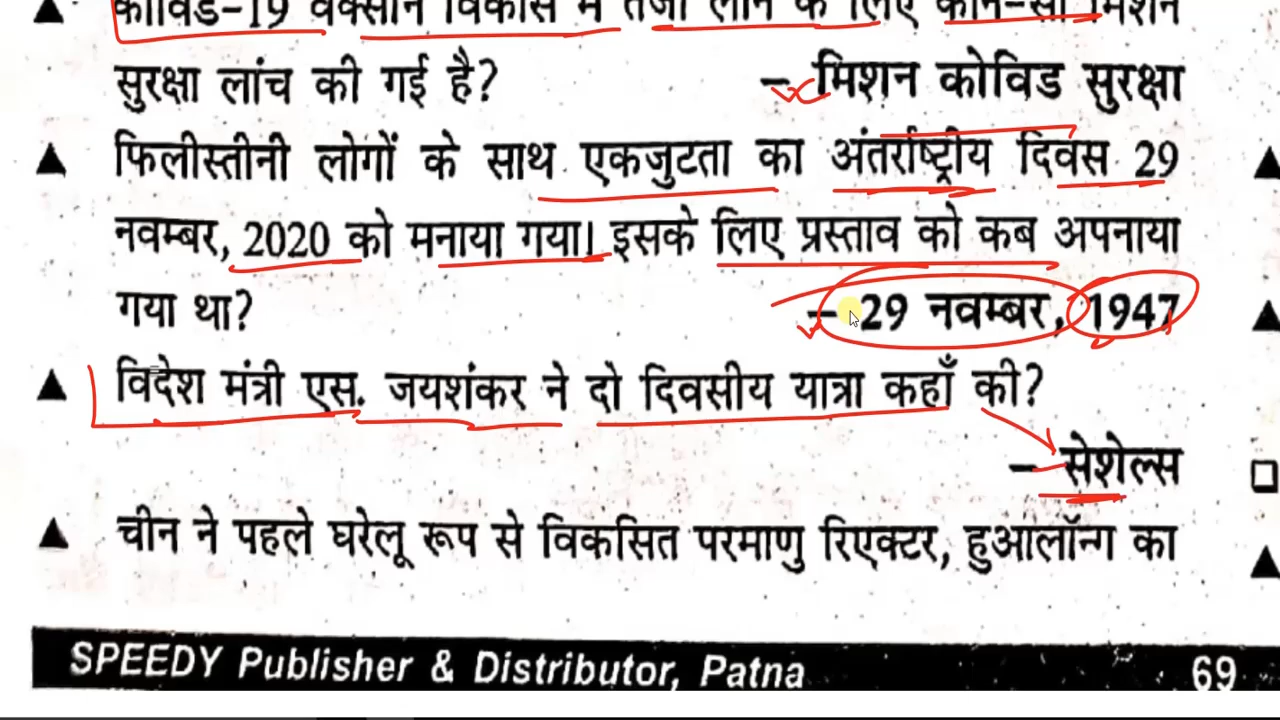 कोविड-19 वैक्सीन विकास में तेजी लाने के लिए कौन-सी मिशन
सुरक्षा लांच की गई है?
– मिशन कोविड सुरक्षा
▲ फिलीस्तीनी लोगों के साथ एकजुटता का अंतर्राष्ट्रीय दिवस 29
नवम्बर, 2020 को मनाया गया। इसके लिए प्रस्ताव को कब अपनाया
गया था?
– 29 नवम्बर, 1947
▲ विदेश मंत्री एस. जयशंकर ने दो दिवसीय यात्रा कहाँ की?
– सेशेल्स
▲ चीन ने पहले घरेलू रूप से विकसित परमाणु रिएक्टर, हुआलॉन्ग का
SPEEDY Publisher & Distributor, Patna
69